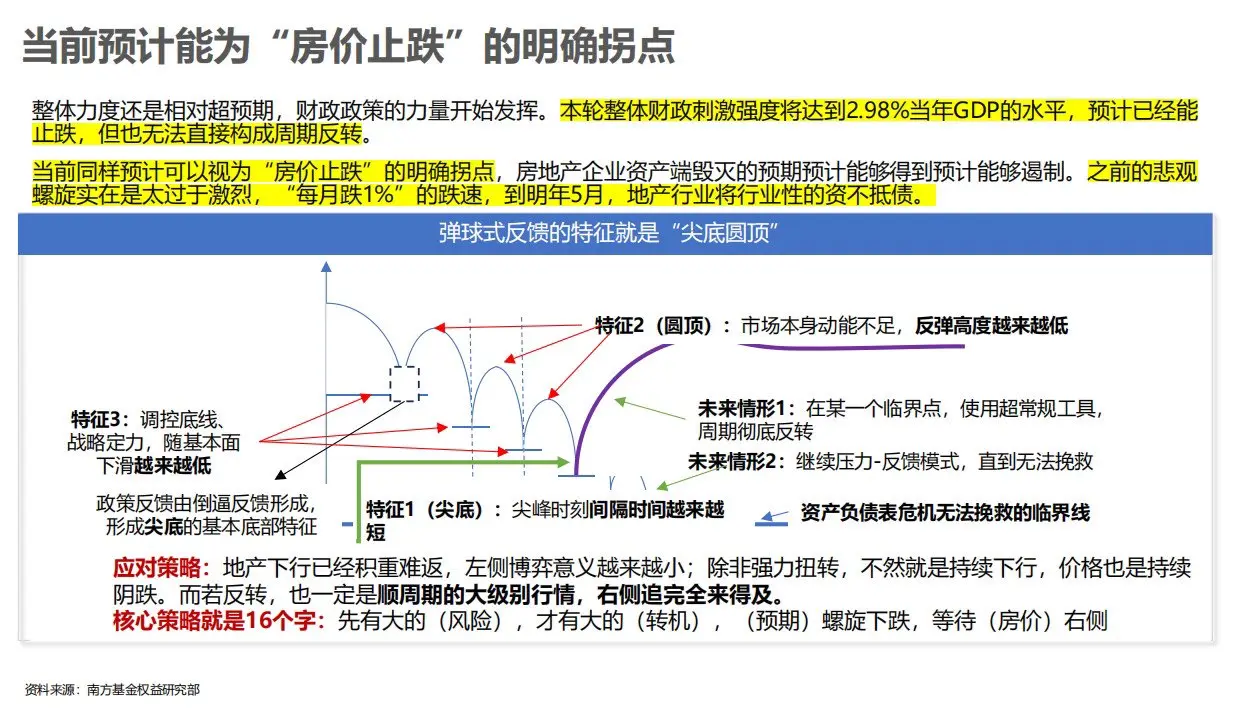 当前预计能为“房价止跌”的明确拐点
整体力度还是相对超预期，财政政策的力量开始发挥。本轮整体财政刺激强度将达到2.98%当年GDP的水平，预计已经能
止跌，但也无法直接构成周期反转。
当前同样预计可以视为“房价止跌”的明确拐点，房地产企业资产端毁灭的预期预计能够得到预计能够遏制。之前的悲观
螺旋实在是太过于激烈，“每月跌1%”的跌速，到明年5月，地产行业将行业性的资不抵债。
弹球式反馈的特征就是“尖底圆顶”
特征2（圆顶）：市场本身动能不足，反弹高度越来越低
特征3：调控底线、
战略定力，随基本面
下滑越来越低
未来情形1：在某一个临界点，使用超常规工具，
周期彻底反转
未来情形2：继续压力-反馈模式，直到无法挽救
政策反馈由倒逼反馈形成，
形成尖底的基本底部特征
特征1（尖底）：尖峰时刻间隔时间越来越
短
资产负债表危机无法挽救的临界线
应对策略：地产下行已经积重难返，左侧博弈意义越来越小；除非强力扭转，不然就是持续下行，价格也是持续
阴跌。而若反转，也一定是顺周期的大级别行情，右侧追完全来得及。
核心策略就是16个字：先有大的（风险），才有大的（转机），（预期）螺旋下跌，等待（房价）右侧
资料来源：南方基金权益研究部